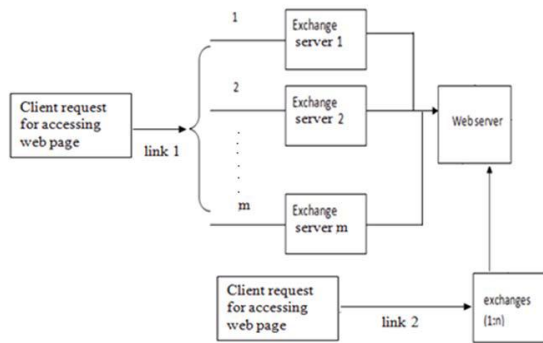 1
Exchange
server 1
2
Exchange
server 2
Client request
for accessing
web page
link 1
Web server
m
Exchange
server m
Client request
for accessing
web page
link 2
exchanges
(1:n)